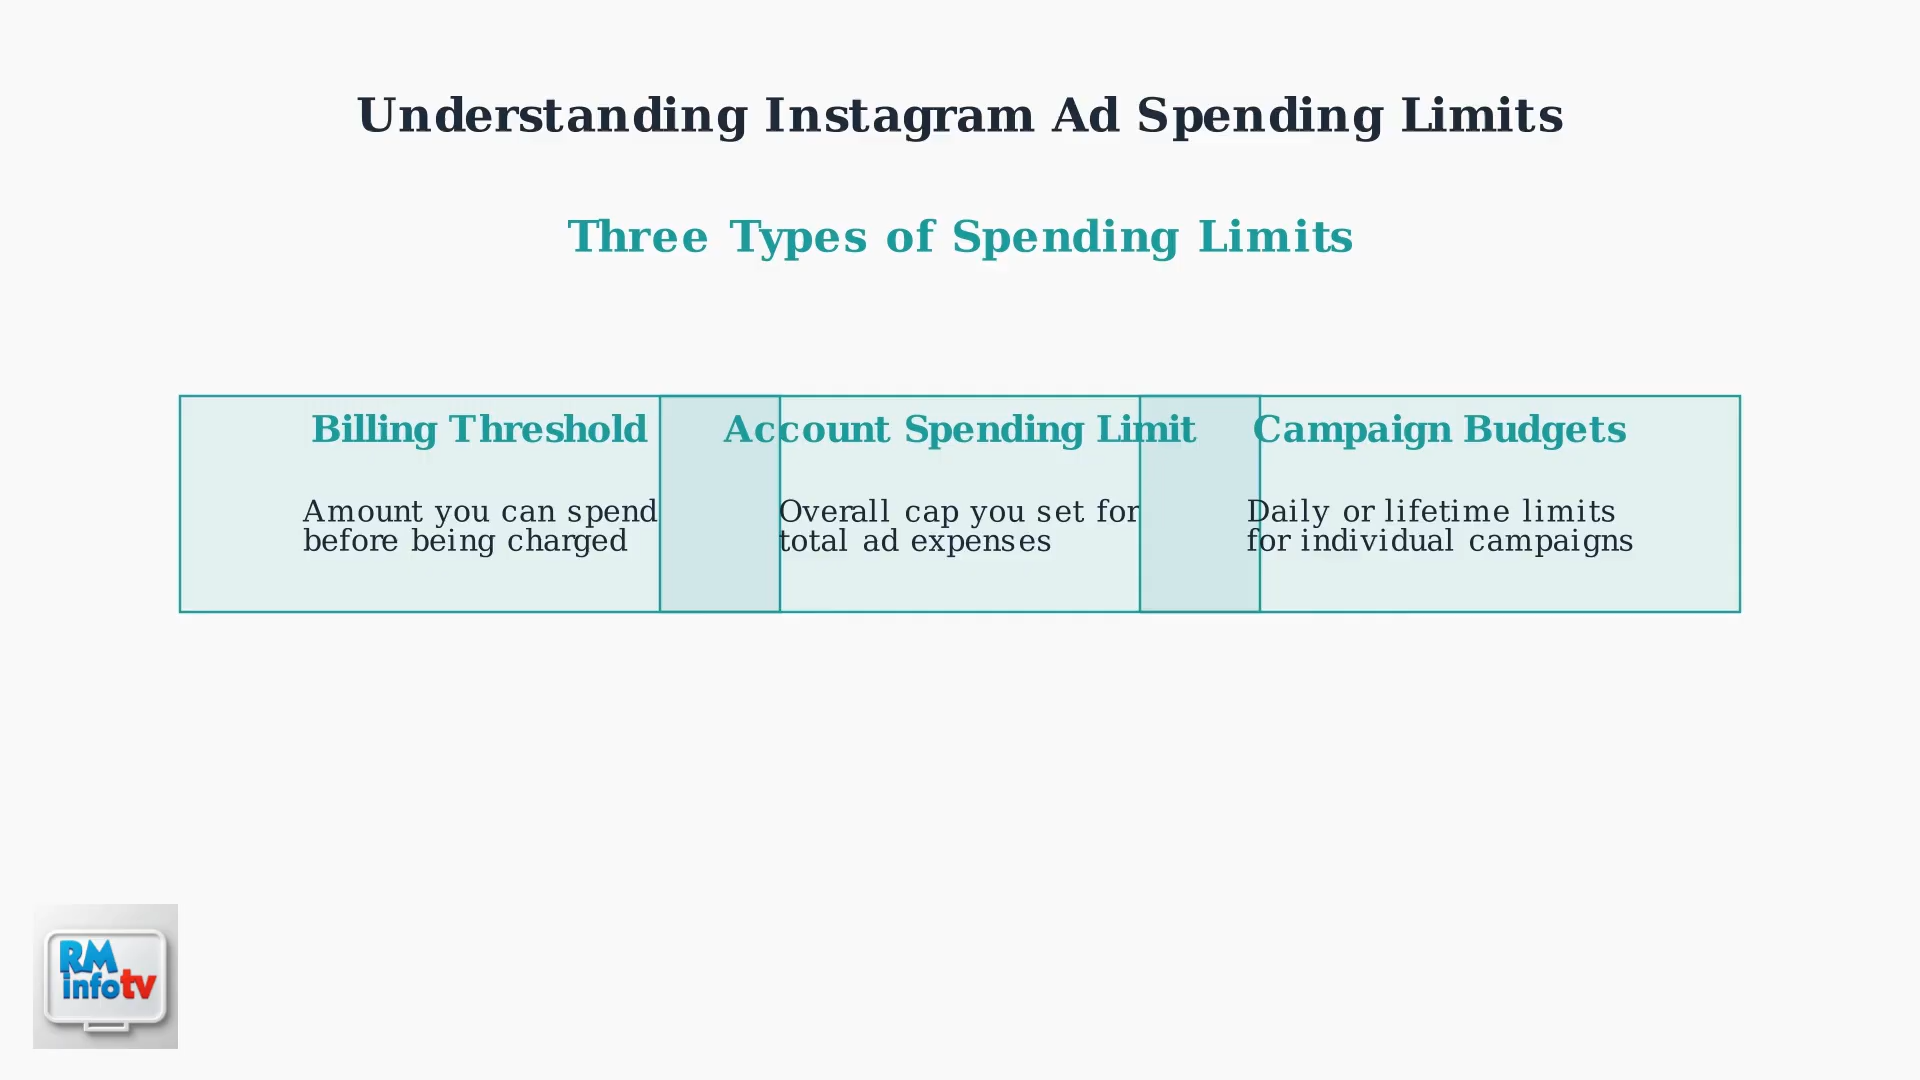 Understanding Instagram Ad Spending Limits
Three Types of Spending Limits
Billing Threshold
Amount you can spend
before being charged
Account Spending Limit
Overall cap you set for
total ad expenses
Campaign Budgets
Daily or lifetime limits
for individual campaigns
RM
infotv